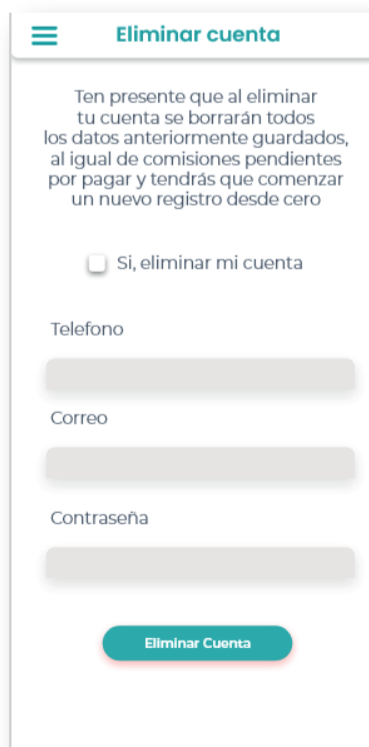 Eliminar cuenta
Ten presente que al eliminar
tu cuenta se borrarán todos
los datos anteriormente guardados,
al igual de comisiones pendientes
por pagar y tendrás que comenzar
un nuevo registro desde cero
Si, eliminar mi cuenta
Telefono
Correo
Contraseña
Eliminar Cuenta